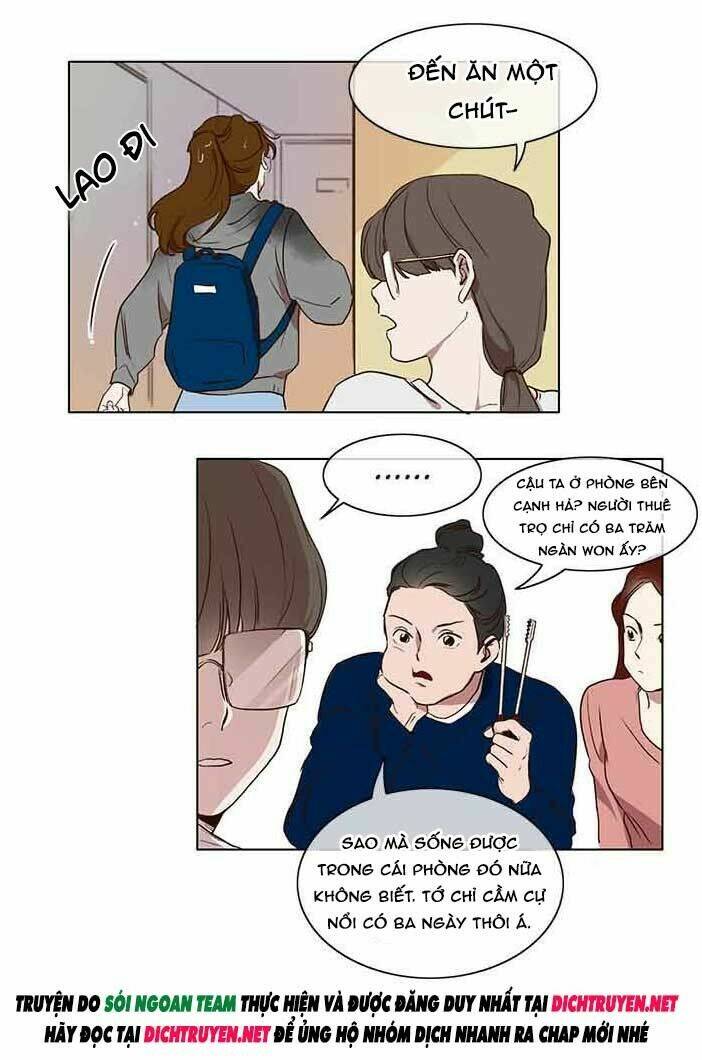 ĐẾN ĂN MỘT
CHÚT-
LAO ĐI
......
CẬU TA Ở PHÒNG BÊN
CẠNH HẢ? NGƯỜI THUÊ
TRỌ CHỈ CÓ BA TRĂM
NGÀN WON ẤY?
SAO MÀ SỐNG ĐƯỢC
TRONG CÁI PHÒNG ĐÓ NỮA
KHÔNG BIẾT. TỚ CHỈ CẦM CỰ
NỔI CÓ BA NGÀY THÔI Á.
TRUYỆN DO SÓI NGOAN TEAM THỰC HIỆN VÀ ĐƯỢC ĐĂNG DUY NHẤT TẠI DICHTRUYEN.NET
HÃY ĐỌC TẠI DICHTRUYEN.NET ĐỂ ỦNG HỘ NHÓM DỊCH NHANH RA CHAP MỚI NHÉ